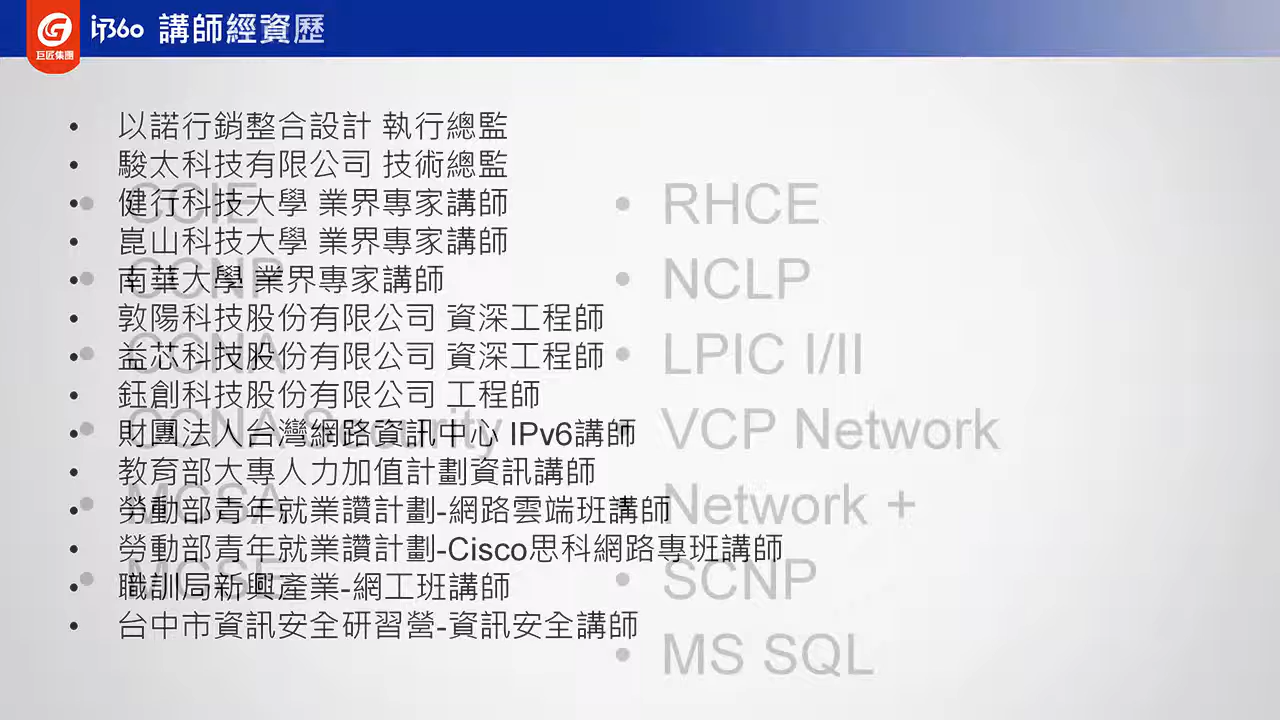 巨匠集團
iT360 講師經資歷
• 以諾行銷整合設計 執行總監
• 駿太科技有限公司 技術總監
• 健行科技大學 業界專家講師
• 崑山科技大學 業界專家講師
• 南華大學 業界專家講師
• 敦陽科技股份有限公司 資深工程師
• 益芯科技股份有限公司 資深工程師
• 鈺創科技股份有限公司 工程師
• 財團法人台灣網路資訊中心 IPv6講師
• 教育部大專人力加值計劃資訊講師
• 勞動部青年就業讚計劃-網路雲端班講師
• 勞動部青年就業讚計劃-Cisco思科網路專班講師
• 職訓局新興產業-網工班講師
• 台中市資訊安全研習營-資訊安全講師
• CCIE
• CCNP
• CCNA
• CCNA Security
• MCSA
• MCSE
• RHCE
• NCLP
• LPIC I/II
VCP Network
Network +
• SCNP
• MS SQL